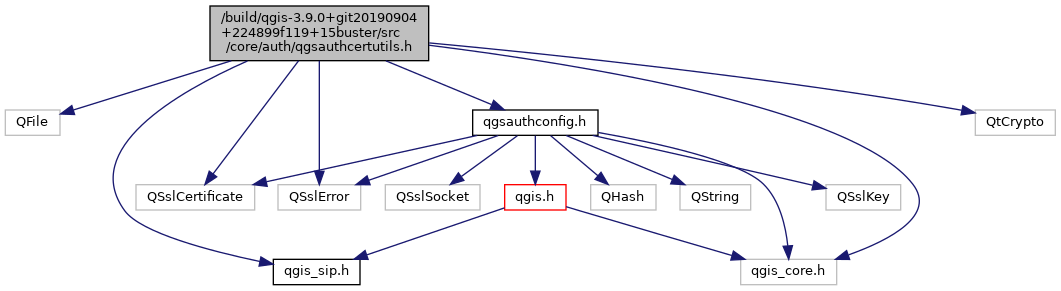 /build/qgis-3.9.0+git20190904
+224899f119+15buster/src
/core/auth/qgsauthcertutils.h
QFile
qgsauthconfig.h
QtCrypto
QSslCertificate
QSslError
QSslSocket
qgis.h
QHash
QString
QSslKey
qgis_sip.h
qgis_core.h